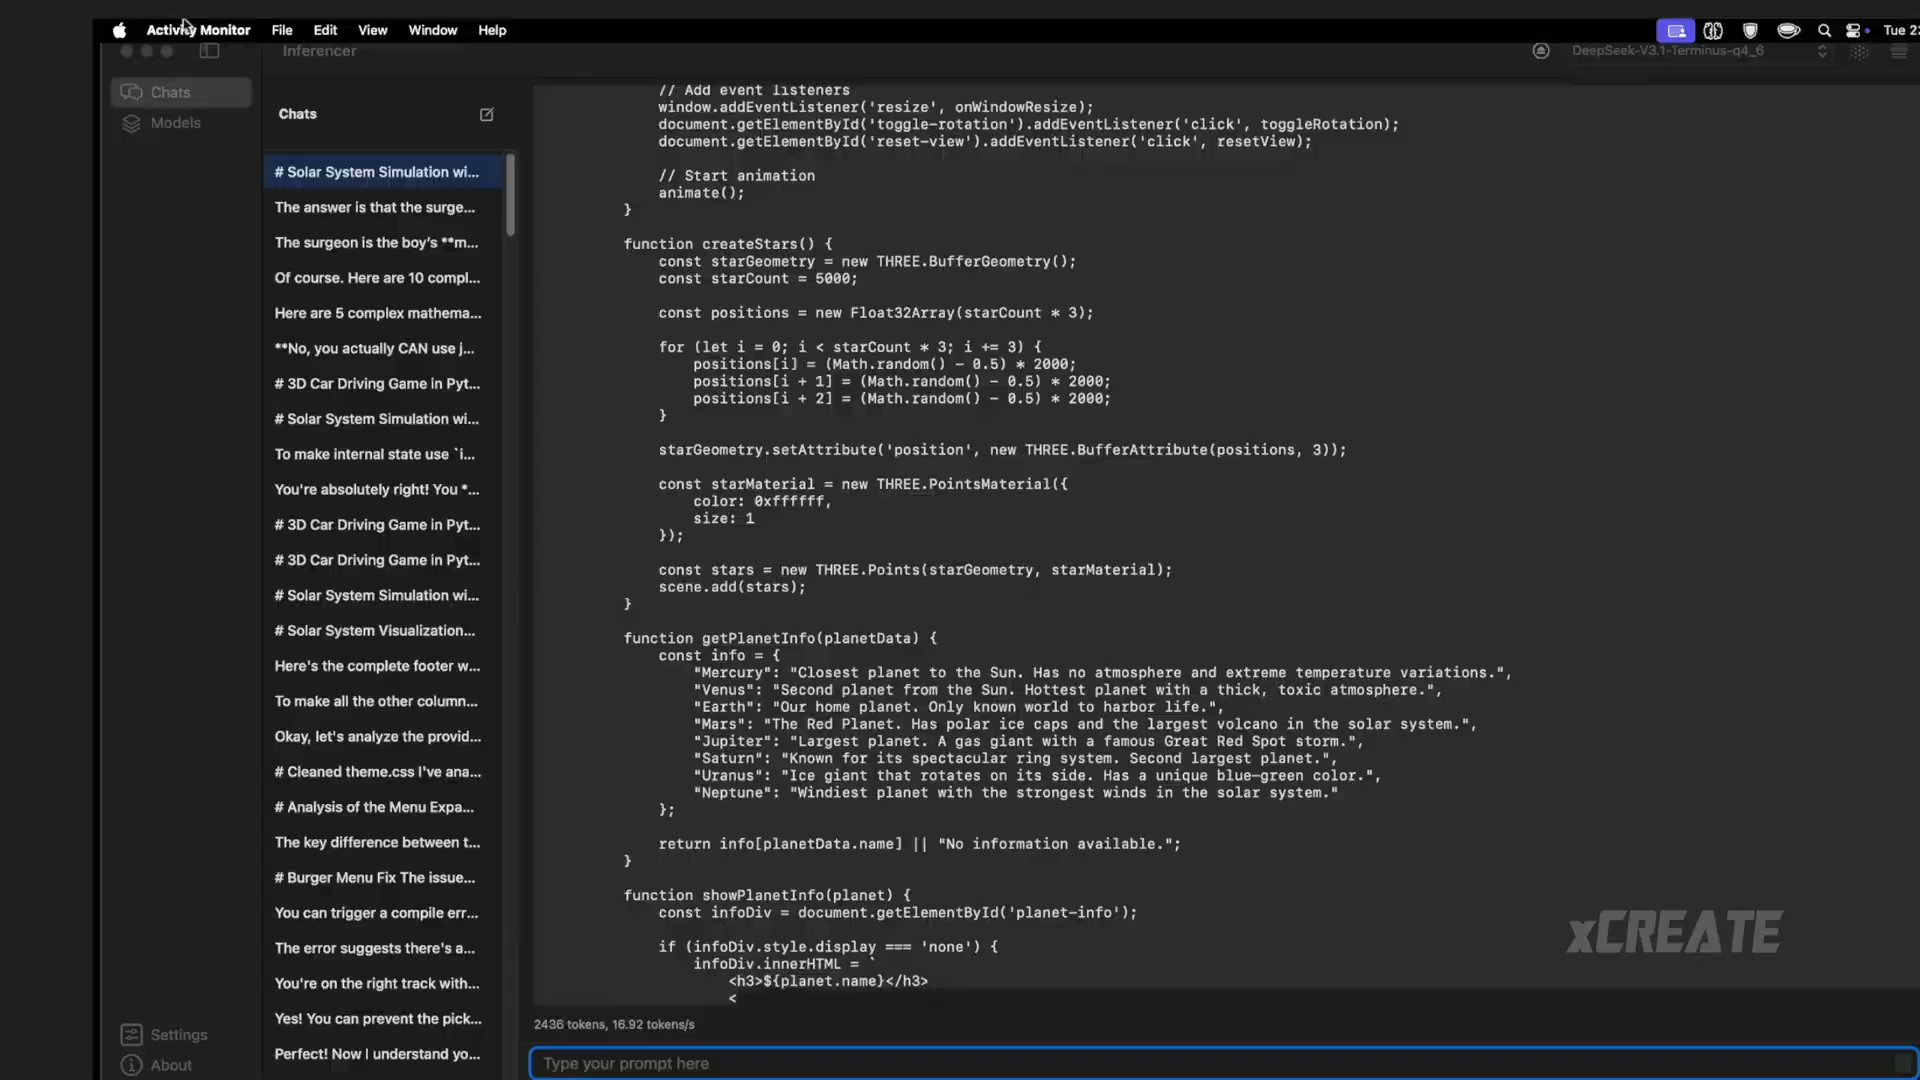 Activity Monitor File Edit View Window Help Tue 23
Inferencer DeepSeek-V3.1-Terminus-q4_6
Chats
Models
Settings
About
Chats
# Solar System Simulation wi...
The answer is that the surge...
The surgeon is the boy's **m...
Of course. Here are 10 compl...
Here are 5 complex mathema...
**No, you actually CAN use j...
# 3D Car Driving Game in Pyt...
# Solar System Simulation wi...
To make internal state use `i...
You're absolutely right! You *...
# 3D Car Driving Game in Pyt...
# 3D Car Driving Game in Pyt...
# Solar System Simulation wi...
# Solar System Visualization...
Here's the complete footer w...
To make all the other column...
Okay, let's analyze the provid...
# Cleaned theme.css I've ana...
# Analysis of the Menu Expa...
The key difference between t...
# Burger Menu Fix The issue...
You can trigger a compile err...
The error suggests there's a...
You're on the right track with...
Yes! You can prevent the pick...
Perfect! Now I understand yo...
// Add event listeners
window.addEventListener('resize', onWindowResize);
document.getElementById('toggle-rotation').addEventListener('click', toggleRotation);
document.getElementById('reset-view').addEventListener('click', resetView);
// Start animation
animate();
}
function createStars() {
const starGeometry = new THREE.BufferGeometry();
const starCount = 5000;
const positions = new Float32Array(starCount * 3);
for (let i = 0; i < starCount * 3; i += 3) {
positions[i] = (Math.random() - 0.5) * 2000;
positions[i + 1] = (Math.random() - 0.5) * 2000;
positions[i + 2] = (Math.random() - 0.5) * 2000;
}
starGeometry.setAttribute('position', new THREE.BufferAttribute(positions, 3));
const starMaterial = new THREE.PointsMaterial({
color: 0xffffff,
size: 1
});
const stars = new THREE.Points(starGeometry, starMaterial);
scene.add(stars);
}
function getPlanetInfo(planetData) {
const info = {
"Mercury": "Closest planet to the Sun. Has no atmosphere and extreme temperature variations.",
"Venus": "Second planet from the Sun. Hottest planet with a thick, toxic atmosphere.",
"Earth": "Our home planet. Only known world to harbor life.",
"Mars": "The Red Planet. Has polar ice caps and the largest volcano in the solar system.",
"Jupiter": "Largest planet. A gas giant with a famous Great Red Spot storm.",
"Saturn": "Known for its spectacular ring system. Second largest planet.",
"Uranus": "Ice giant that rotates on its side. Has a unique blue-green color.",
"Neptune": "Windiest planet with the strongest winds in the solar system."
};
return info[planetData.name] || "No information available.";
}
function showPlanetInfo(planet) {
const infoDiv = document.getElementById('planet-info');
if (infoDiv.style.display === 'none') {
infoDiv.innerHTML = `
<h3>${planet.name}</h3>
<
2436 tokens, 16.92 tokens/s
Type your prompt here
xCREATE